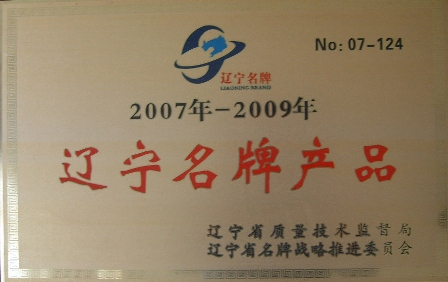 No: 07-124
辽宁名牌
LIAONING BRAND
2007年-2009年
辽宁名牌产品
辽宁省质量技术监督局
辽宁省名牌战略推进委员会